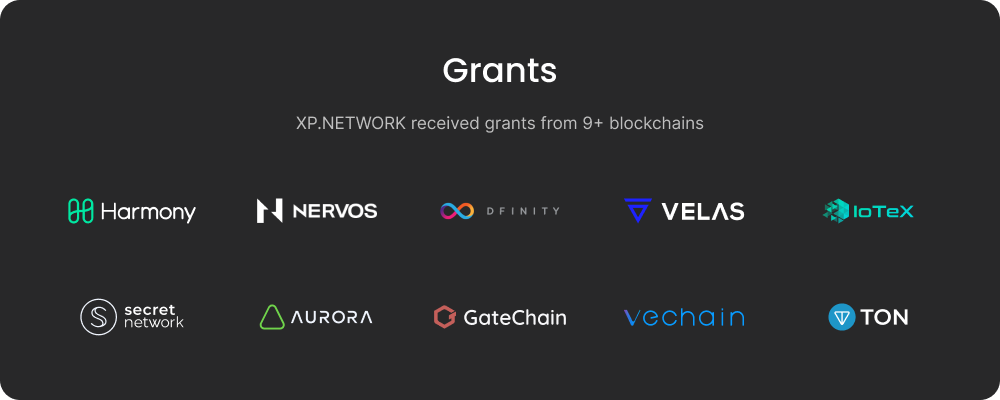 Grants
XP.NETWORK received grants from 9+ blockchains
Harmony NERVOS DFINITY VELAS IoTeX
secret
network AURORA GateChain vechain TON